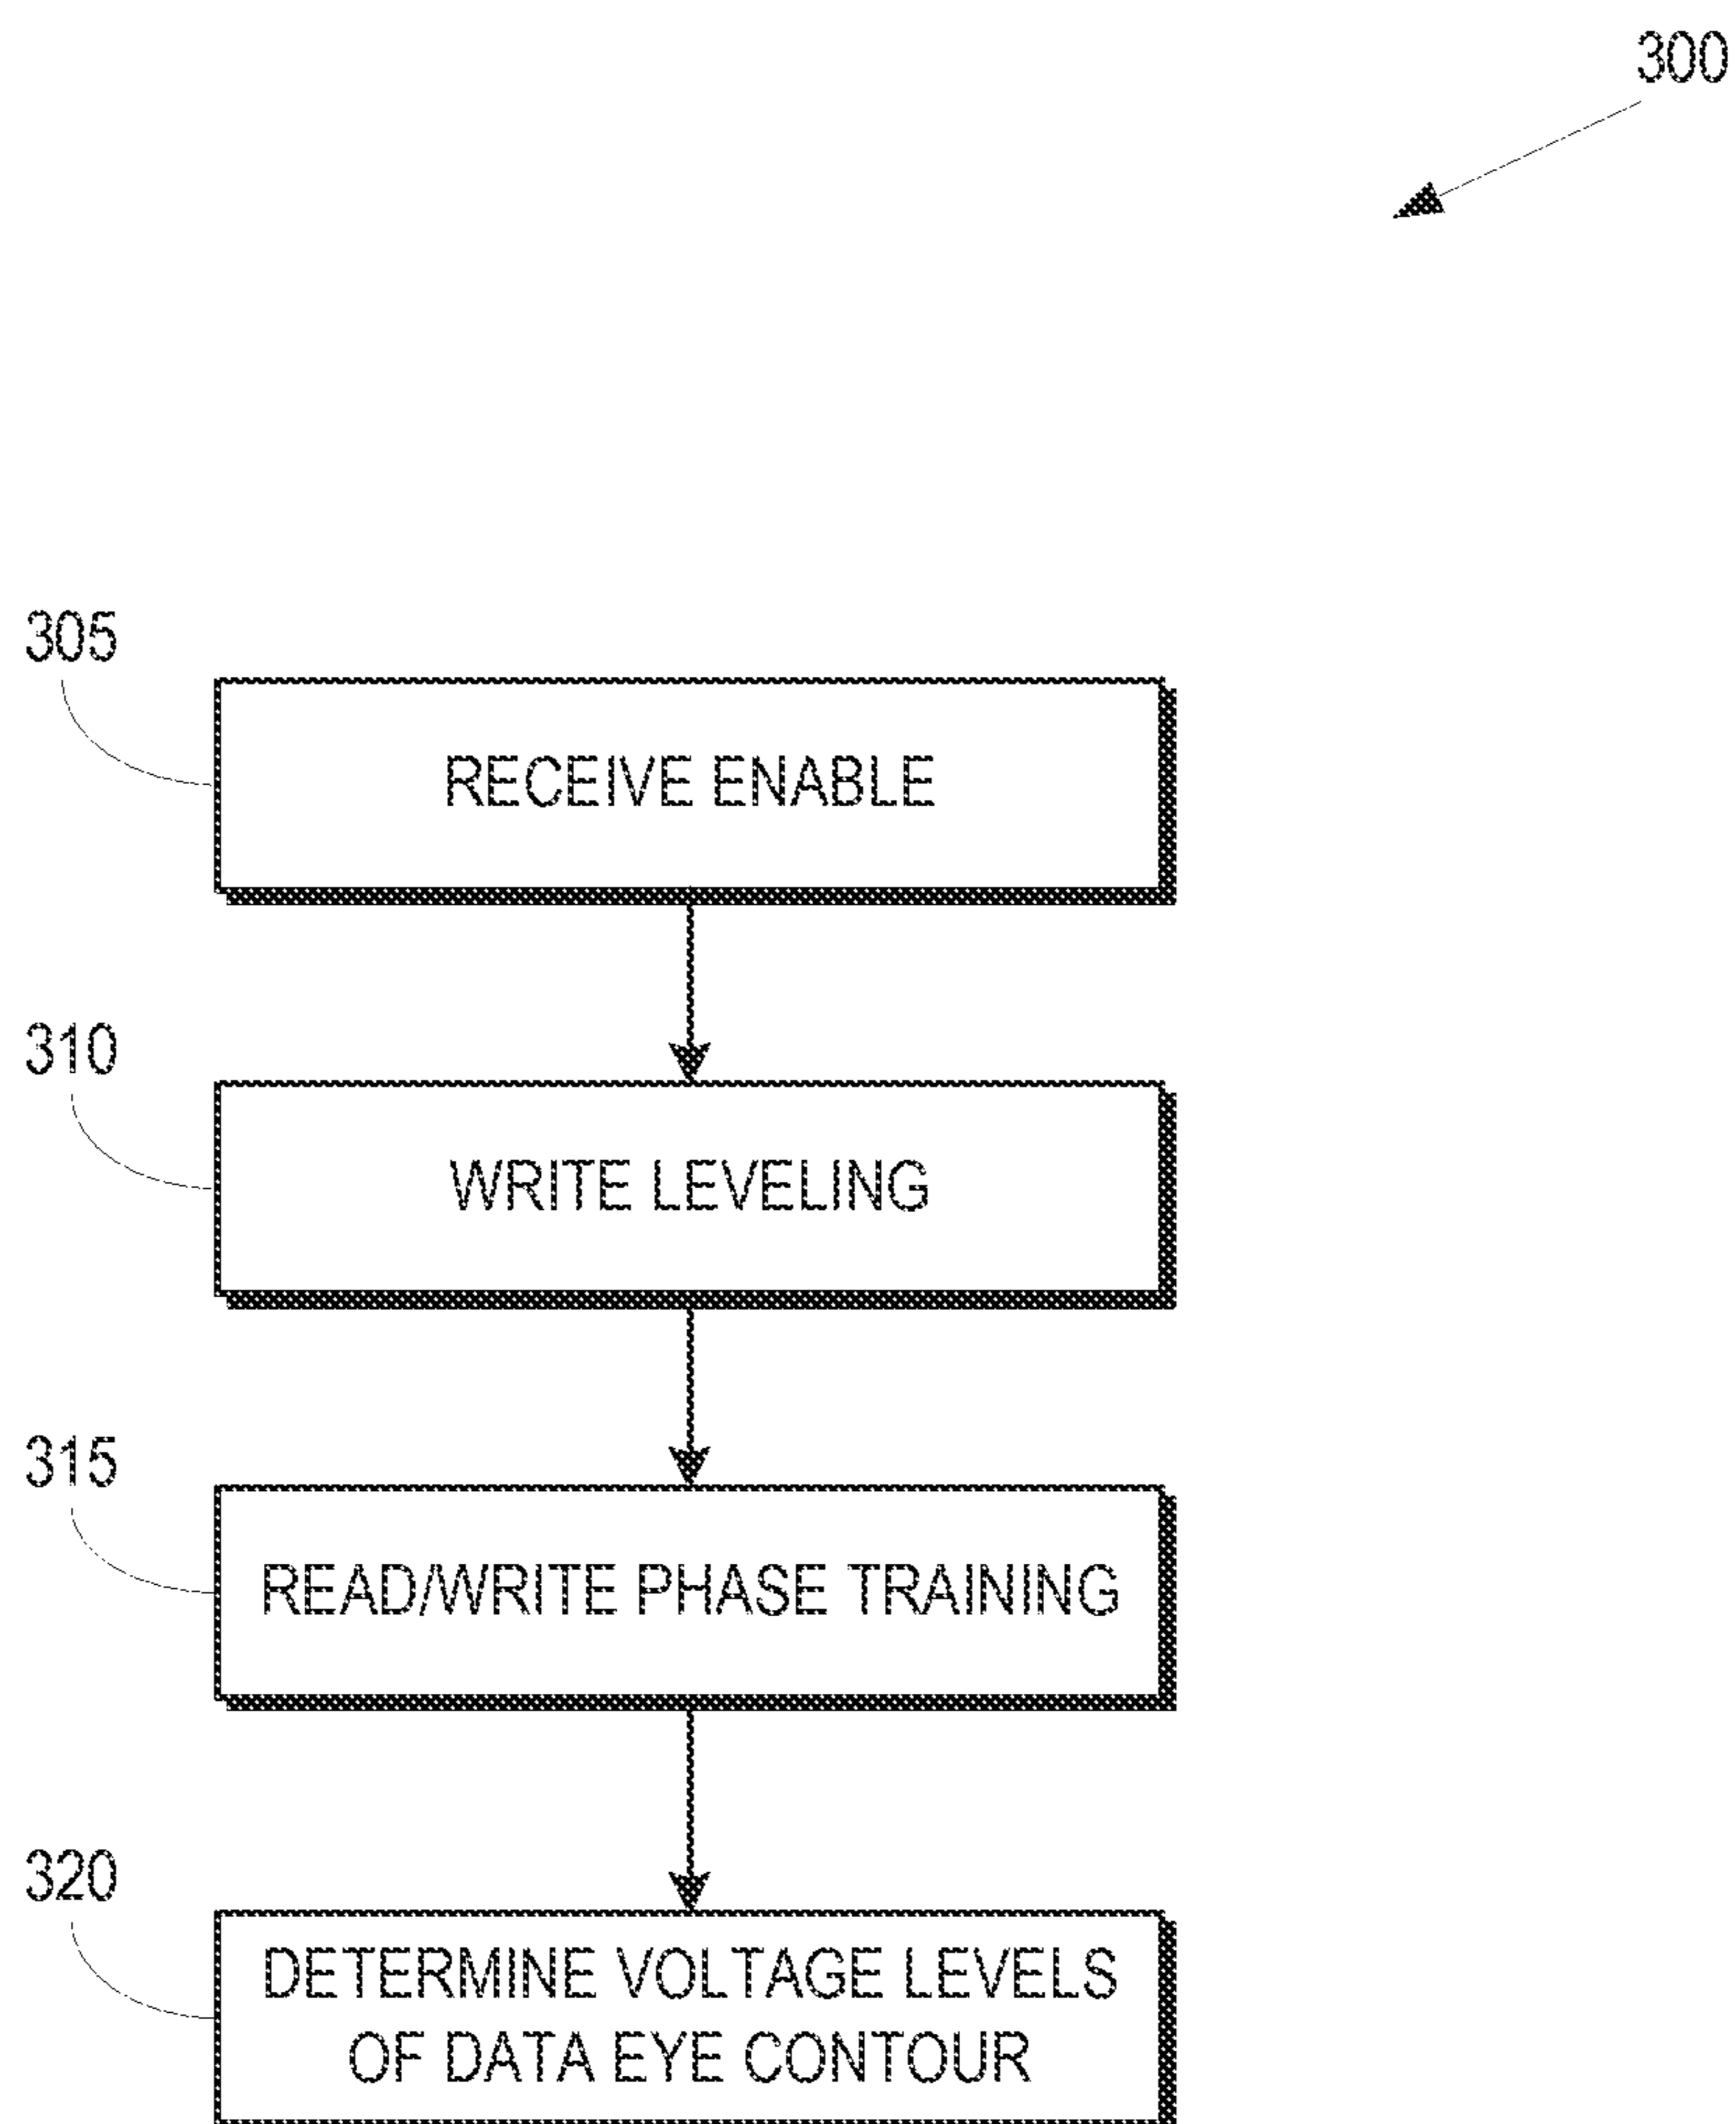 300
305
RECEIVE ENABLE
310
WRITE LEVELING
315
READ/WRITE PHASE TRAINING
320
DETERMINE VOLTAGE LEVELS
OF DATA EYE CONTOUR